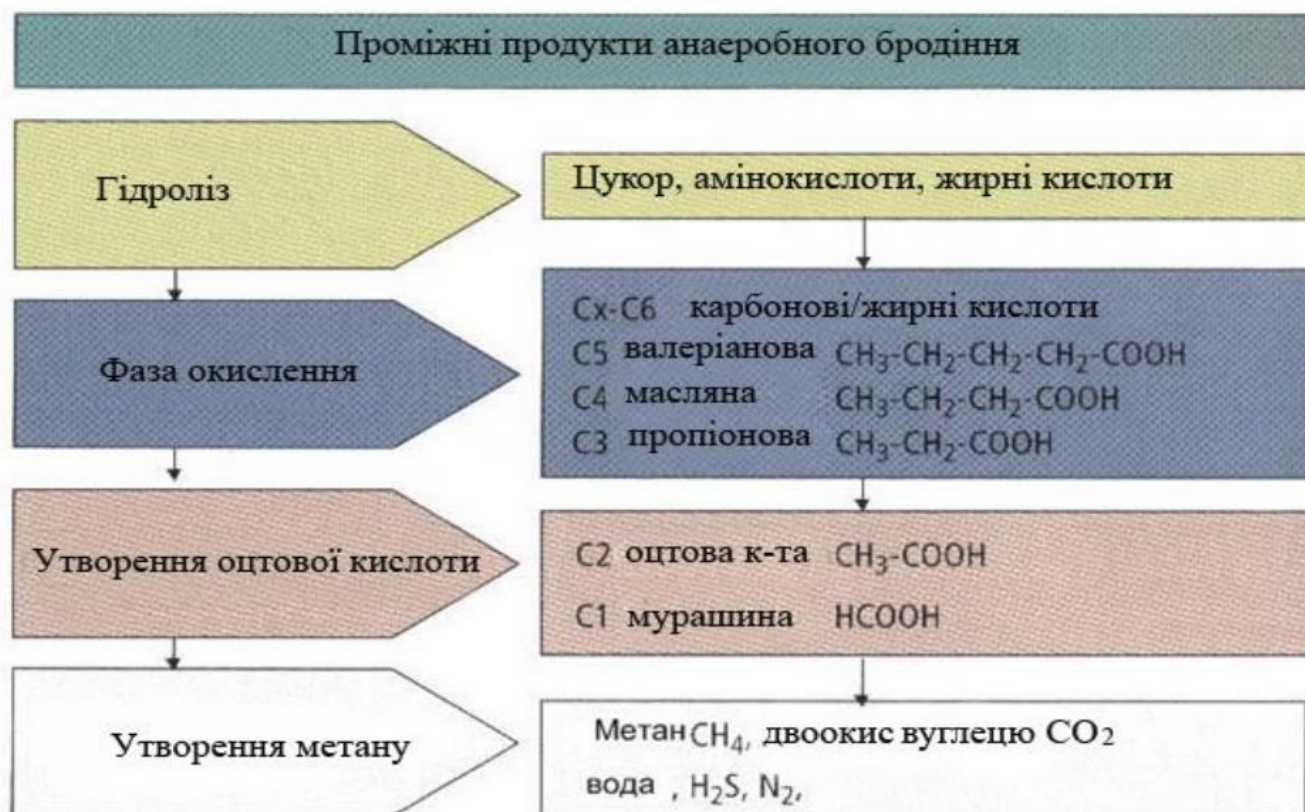 Проміжні продукти анаеробного бродіння
Гідроліз
Цукор, амінокислоти, жирні кислоти
Фаза окислення
Cx-C6 карбонові/жирні кислоти
C5 валеріанова CH₃-CH₂-CH₂-CH₂-COOH
C4 масляна CH₃-CH₂-CH₂-COOH
C3 пропіонова CH₃-CH₂-COOH
Утворення оцтової кислоти
C2 оцтова к-та CH₃-COOH
C1 мурашина HCOOH
Утворення метану
Метан CH₄, двоокис вуглецю CO₂
вода , H₂S, N₂,